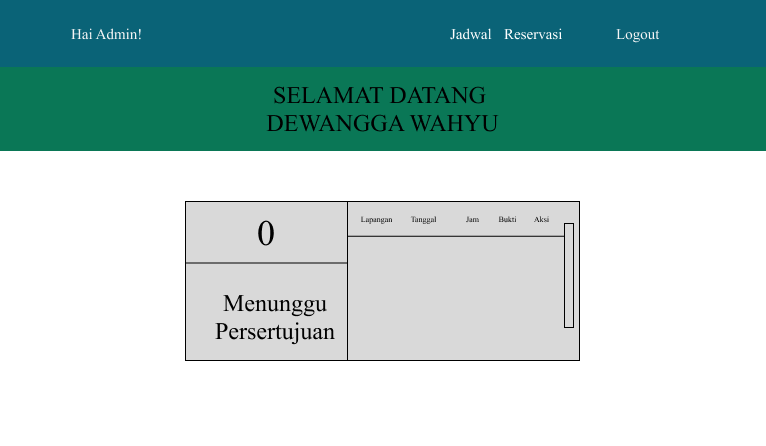 Hai Admin! Jadwal Reservasi Logout
SELAMAT DATANG
DEWANGGA WAHYU
0
Menunggu
Persertujuan
Lapangan Tanggal Jam Bukti Aksi